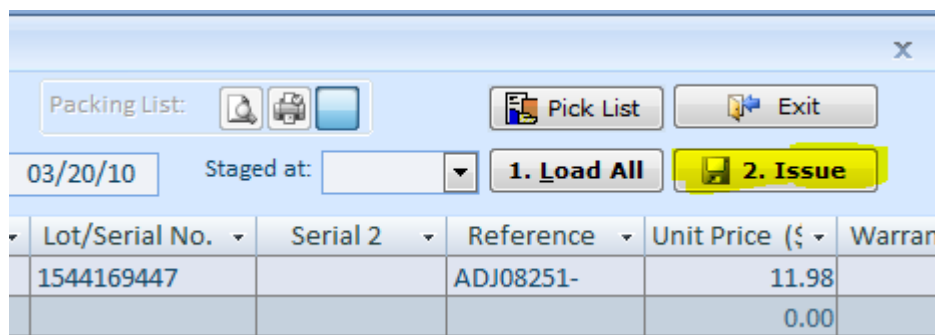 x
Packing List: Pick List Exit
03/20/10 Staged at: 1. Load All 2. Issue
Lot/Serial No. Serial 2 Reference Unit Price ($ Warran
1544169447 ADJ08251- 11.98
0.00